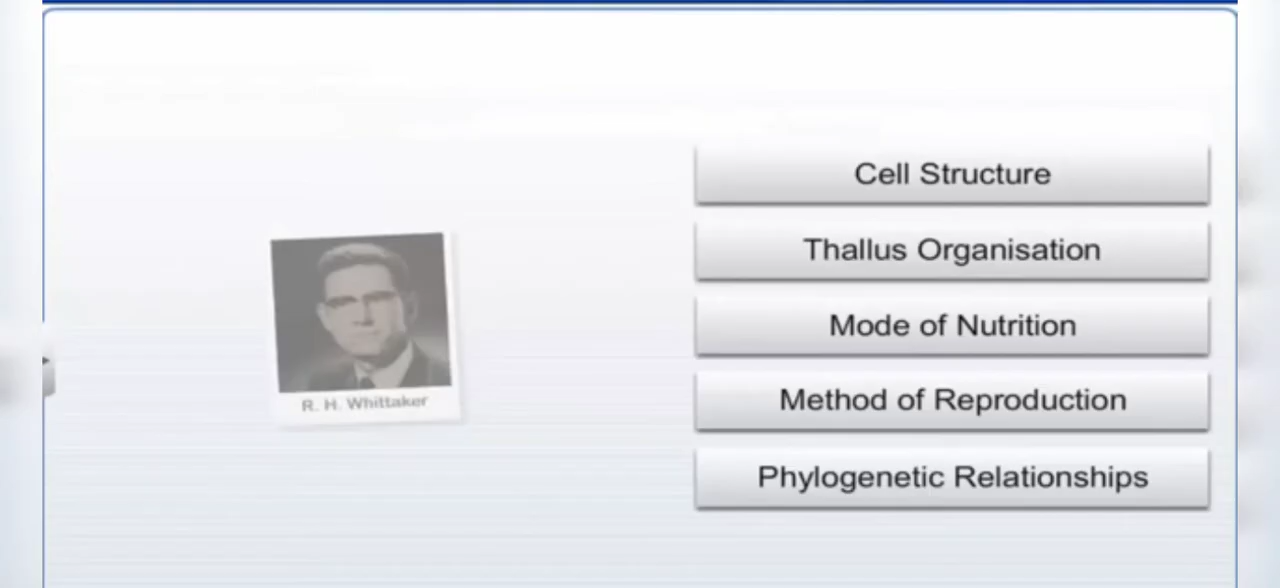 Cell Structure
Thallus Organisation
Mode of Nutrition
Method of Reproduction
Phylogenetic Relationships
R. H. Whittaker